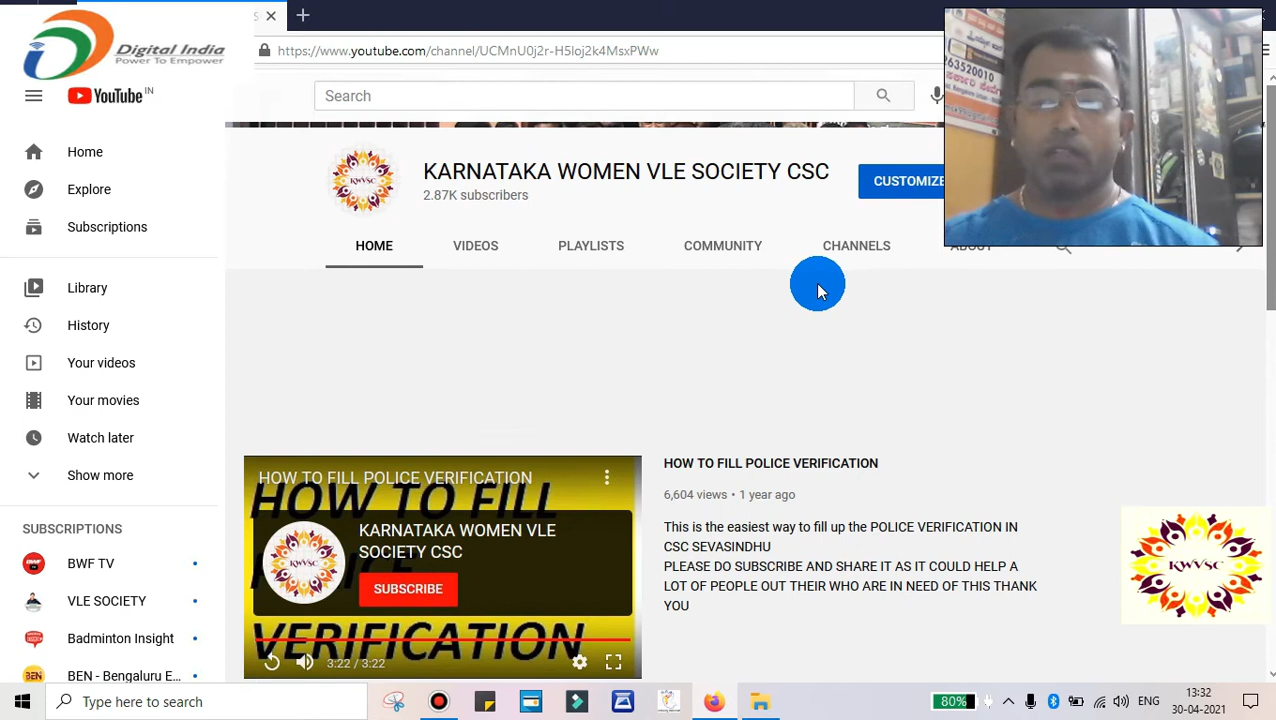 Digital India
Power To Empower
https://www.youtube.com/channel/UCMnU0j2r-H5Ioj2k4MsxPWw
YouTube IN
Search
Home
Explore
Subscriptions
Library
History
Your videos
Your movies
Watch later
Show more
SUBSCRIPTIONS
BWF TV
VLE SOCIETY
Badminton Insight
BEN - Bengaluru E...
KWVSC
KARNATAKA WOMEN VLE SOCIETY CSC
2.87K subscribers
CUSTOMIZE
HOME VIDEOS PLAYLISTS COMMUNITY CHANNELS ABOUT
263520010
HOW TO FILL POLICE VERIFICATION
HOW TO FILL
KARNATAKA WOMEN VLE
SOCIETY CSC
SUBSCRIBE
VERIFICATION
3:22 / 3:22
HOW TO FILL POLICE VERIFICATION
6,604 views • 1 year ago
This is the easiest way to fill up the POLICE VERIFICATION IN
CSC SEVASINDHU
PLEASE DO SUBSCRIBE AND SHARE IT AS IT COULD HELP A
LOT OF PEOPLE OUT THEIR WHO ARE IN NEED OF THIS THANK
YOU
KWVSC
Type here to search
80%
ENG
13:32
30-04-2021